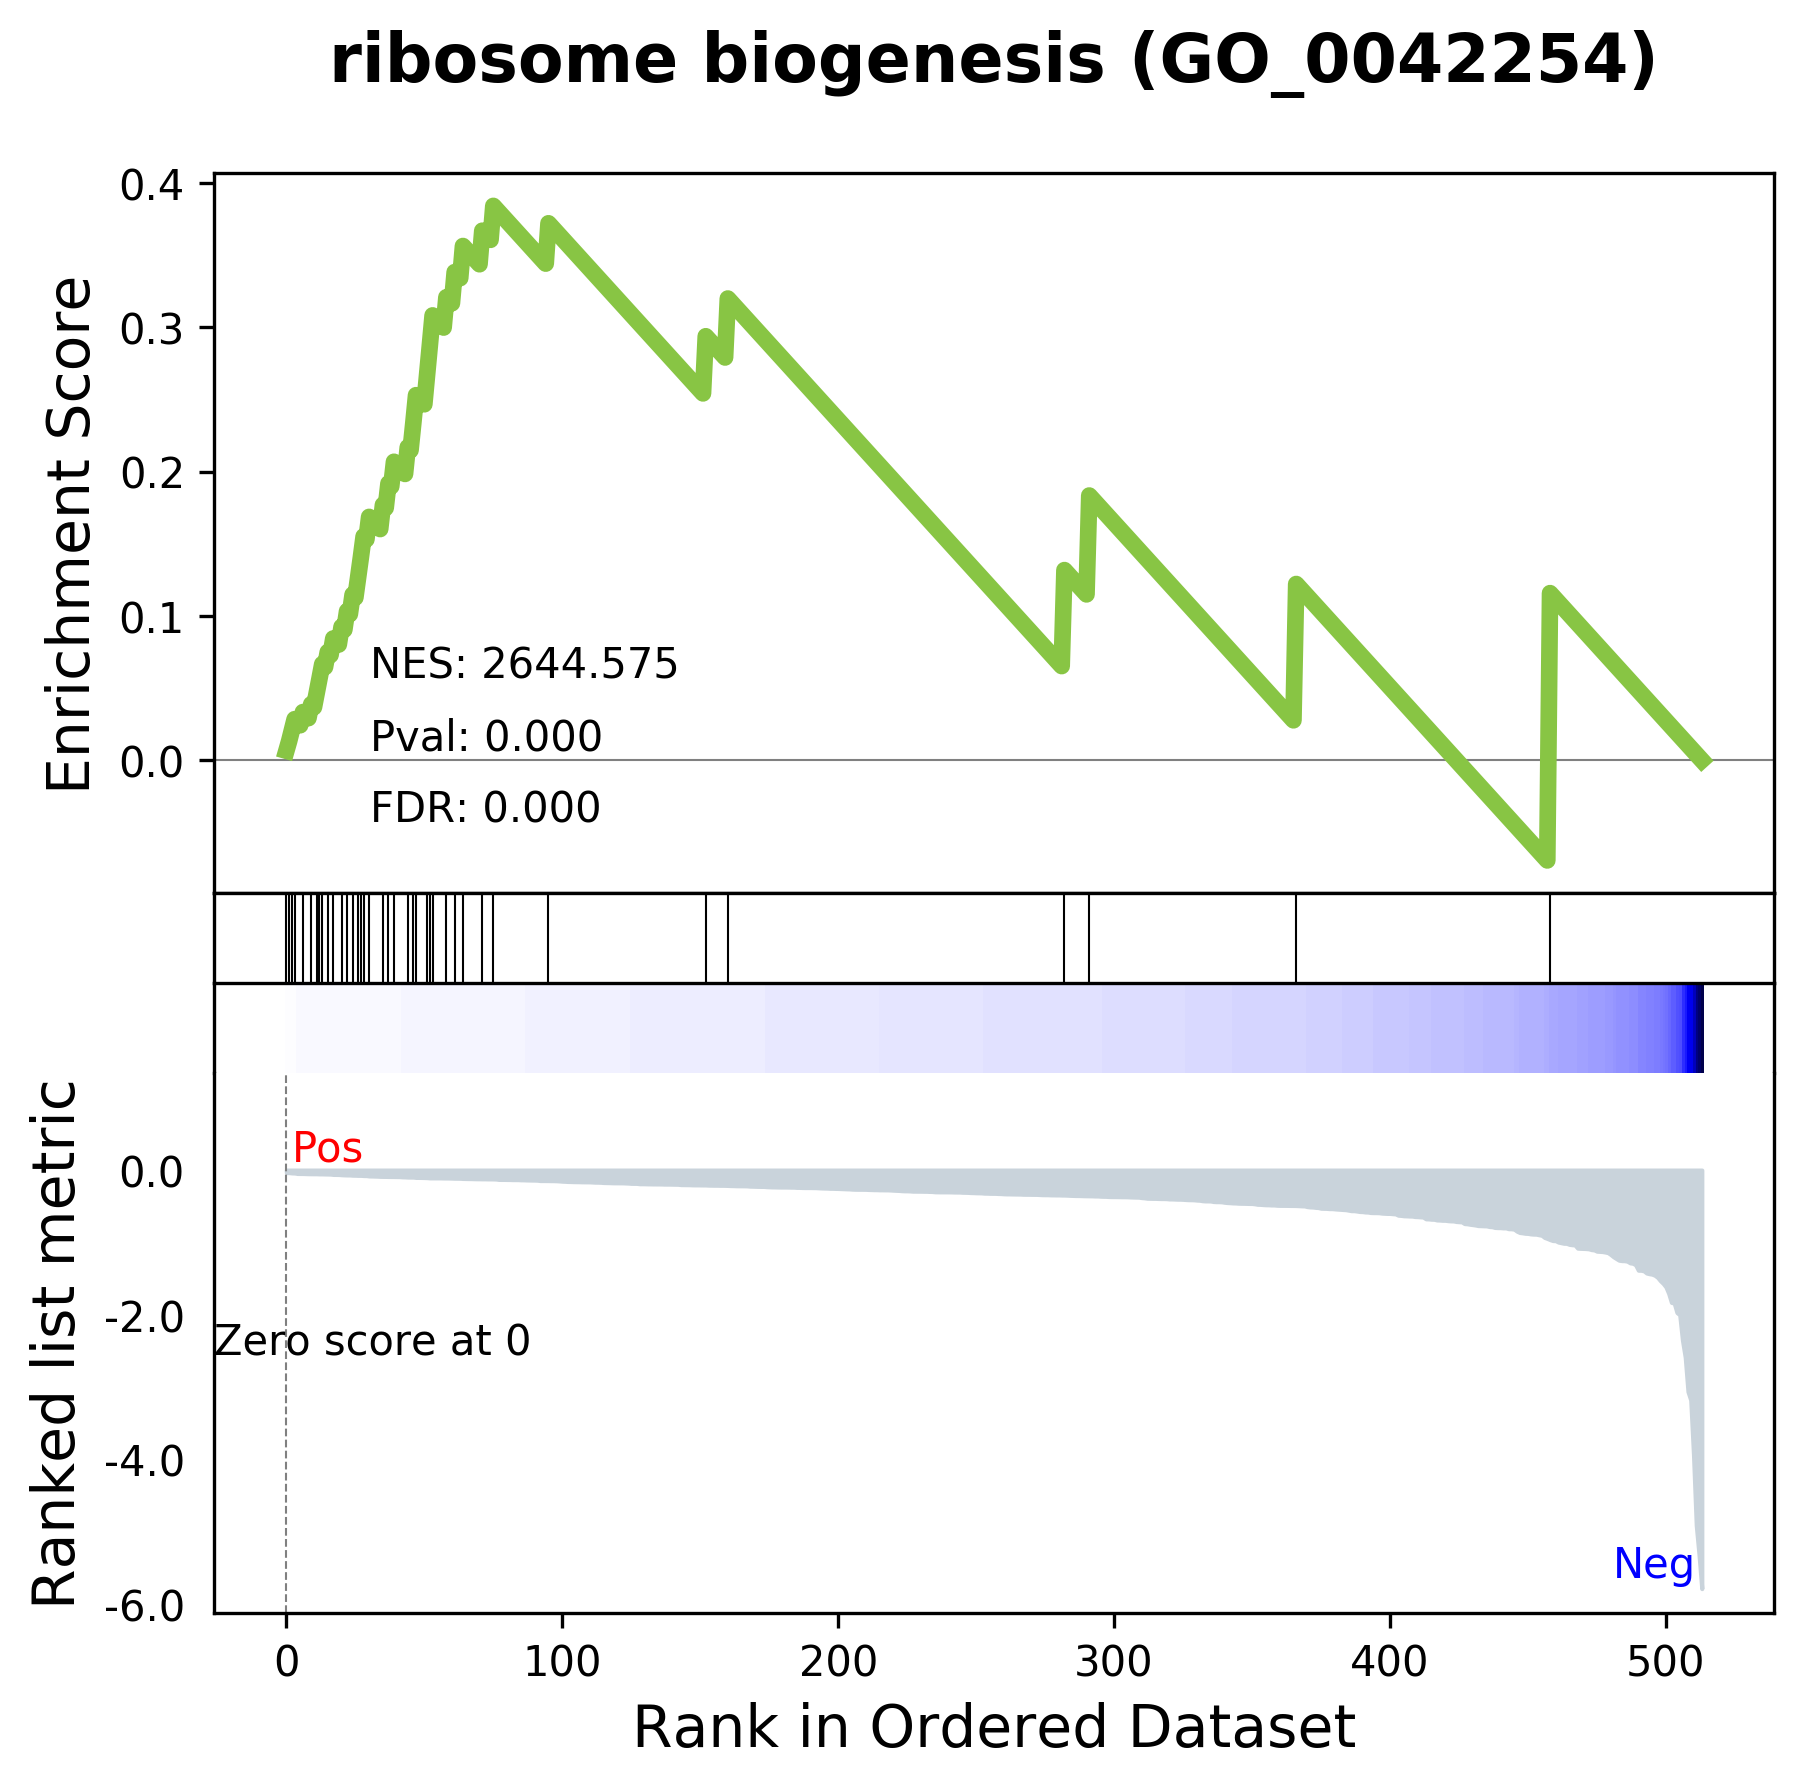 ribosome biogenesis (GO_0042254)
Enrichment Score
0.4
0.3
0.2
0.1
0.0
NES: 2644.575
Pval: 0.000
FDR: 0.000
Ranked list metric
0.0
-2.0
-4.0
-6.0
Pos
Zero score at 0
Neg
0 100 200 300 400 500
Rank in Ordered Dataset